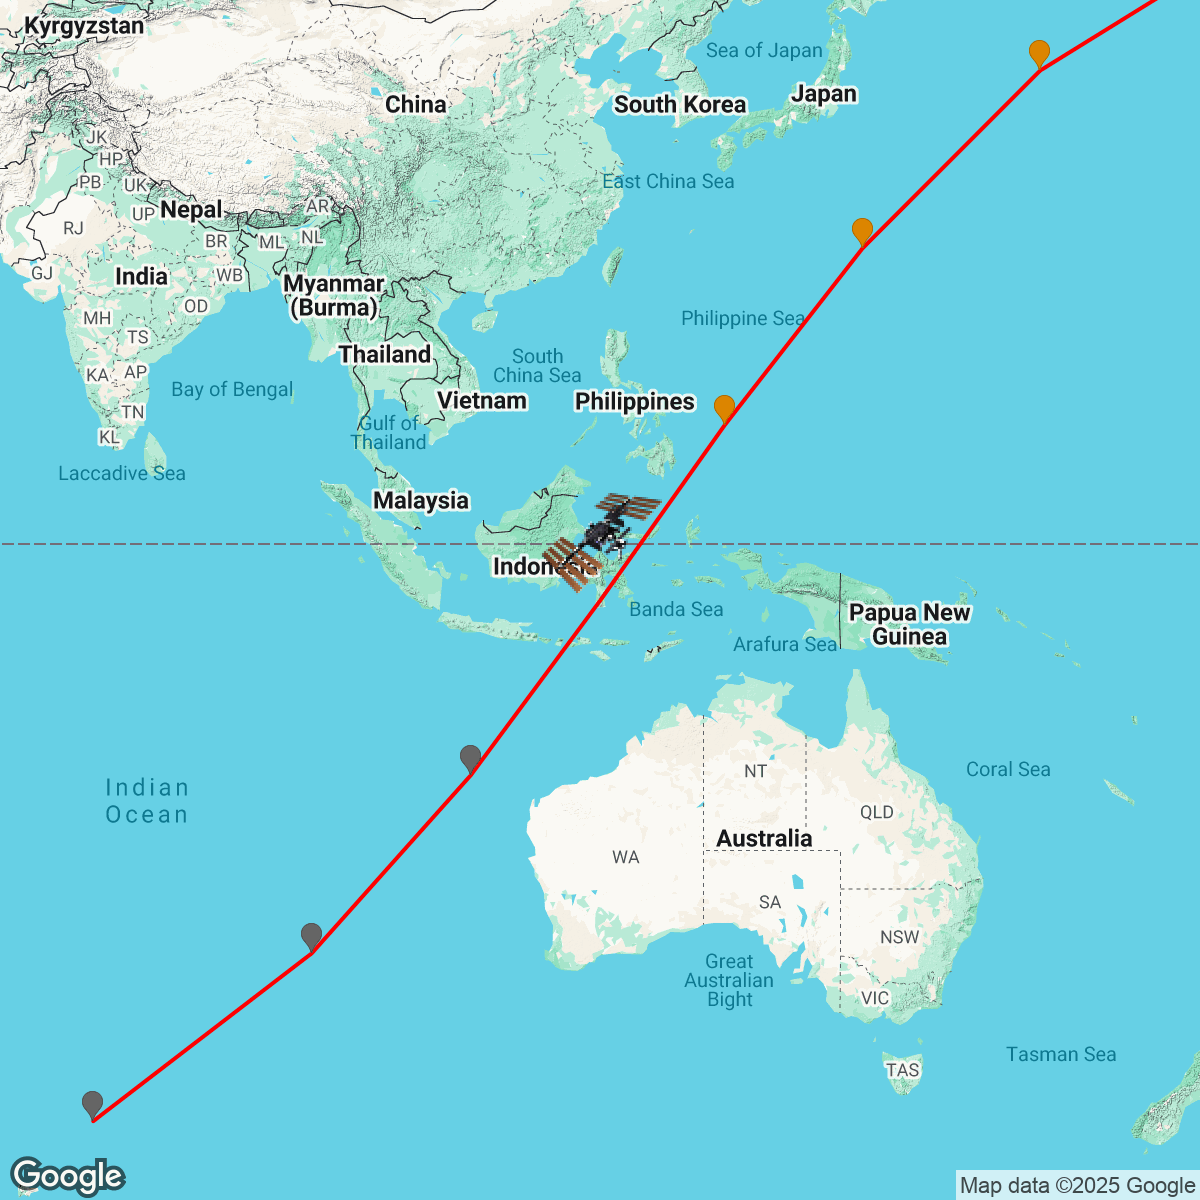 Kyrgyzstan
Sea of Japan
Japan
China
South Korea
JK
HP
PB
UK
East China Sea
RJ
UP
Nepal
AR
BR
ML
NL
GJ
India
WB
Myanmar
(Burma)
OD
MH
TS
Philippine Sea
Thailand
South
China Sea
KA
AP
Bay of Bengal
Vietnam
Philippines
TN
KL
Gulf of
Thailand
Laccadive Sea
Malaysia
Indonesia
Banda Sea
Papua New
Guinea
Arafura Sea
Indian
Ocean
NT
Coral Sea
QLD
Australia
WA
SA
NSW
Great
Australian
Bight
VIC
Tasman Sea
TAS
Google
Map data ©2025 Google